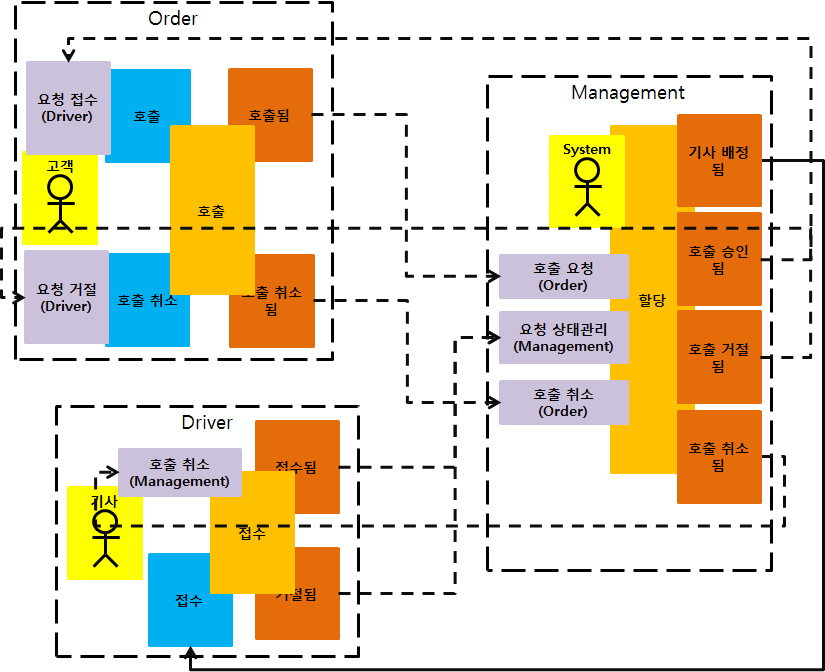 Order
요청 접수
(Driver)
호출
호출됨
고객
호출
요청 거절
(Driver)
호출 취소
호출 취소
됨
Management
System
기사 배정
됨
호출 승인
됨
호출 요청
(Order)
할당
요청 상태관리
(Management)
호출 거절
됨
호출 취소
(Order)
호출 취소
됨
Driver
호출 취소
(Management)
접수됨
기사
접수
접수
거절됨